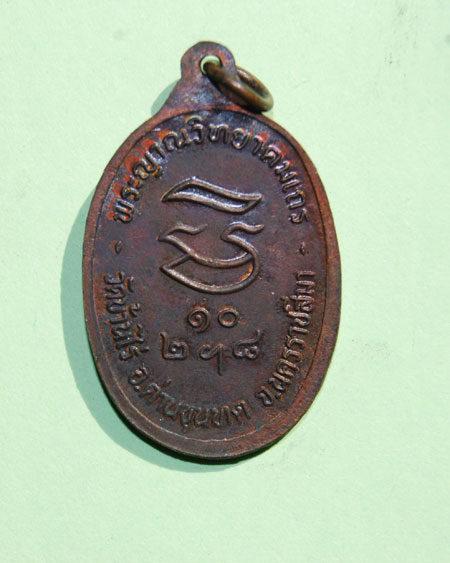 พระญาณวิทยาคมเถร
๑๐
๒ ๘
วัดบ้านไร่ อ.ด่านขุนทด จ.นครราชสีมา